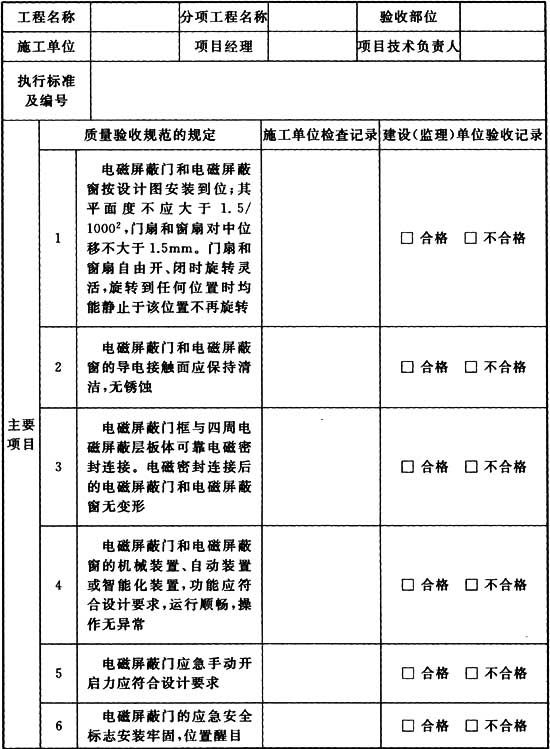 工程名称 分项工程名称 验收部位
施工单位 项目经理 项目技术负责人
执行标准
及编号
质量验收规范的规定 施工单位检查记录 建设(监理)单位验收记录
主要
项目
1
电磁屏蔽门和电磁屏蔽
窗按设计图安装到位;其
平面度不应大于1.5/
1000²,门扇和窗扇对中位
移不大于1.5mm。门扇和
窗扇自由开、闭时旋转灵
活,旋转到任何位置时均
能静止于该位置不再旋转
□ 合格 □ 不合格
2
电磁屏蔽门和电磁屏蔽
窗的导电接触面应保持清
洁,无锈蚀
□ 合格 □ 不合格
3
电磁屏蔽门框与四周电
磁屏蔽层板体可靠电磁密
封连接。电磁密封连接后
的电磁屏蔽门和电磁屏蔽
窗无变形
□ 合格 □ 不合格
4
电磁屏蔽门和电磁屏蔽
窗的机械装置、自动装置
或智能化装置,功能应符
合设计要求,运行顺畅,操
作无异常
□ 合格 □ 不合格
5
电磁屏蔽门应急手动开
启力应符合设计要求
□ 合格 □ 不合格
6
电磁屏蔽门的应急安全
标志安装牢固,位置醒目
□ 合格 □ 不合格